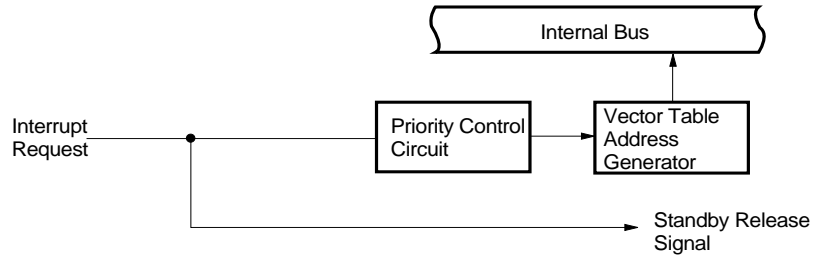 Internal Bus
Interrupt
Request
Priority Control
Circuit
Vector Table
Address
Generator
Standby Release
Signal